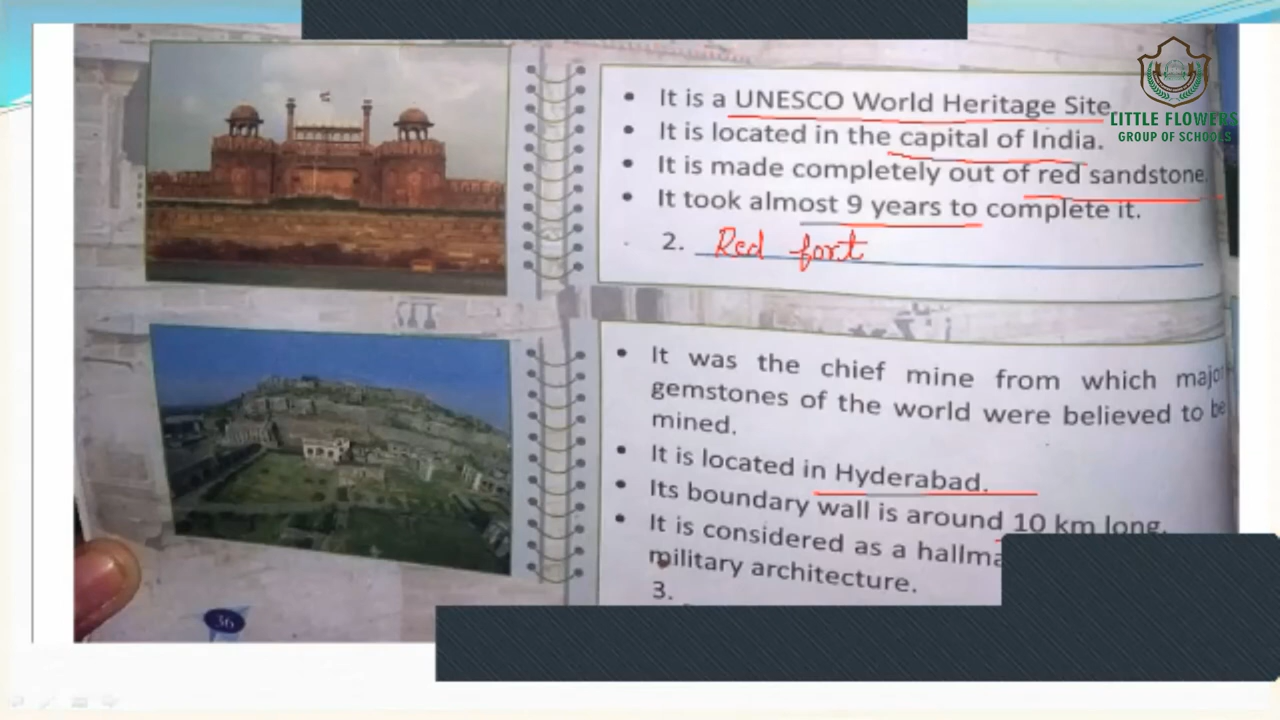 LITTLE FLOWERS
GROUP OF SCHOOLS
• It is a UNESCO World Heritage Site.
• It is located in the capital of India.
• It is made completely out of red sandstone.
• It took almost 9 years to complete it.
2. Red fort
• It was the chief mine from which major
gemstones of the world were believed to be
mined.
• It is located in Hyderabad.
• Its boundary wall is around 10 km long.
• It is considered as a
military architecture.
3.
36